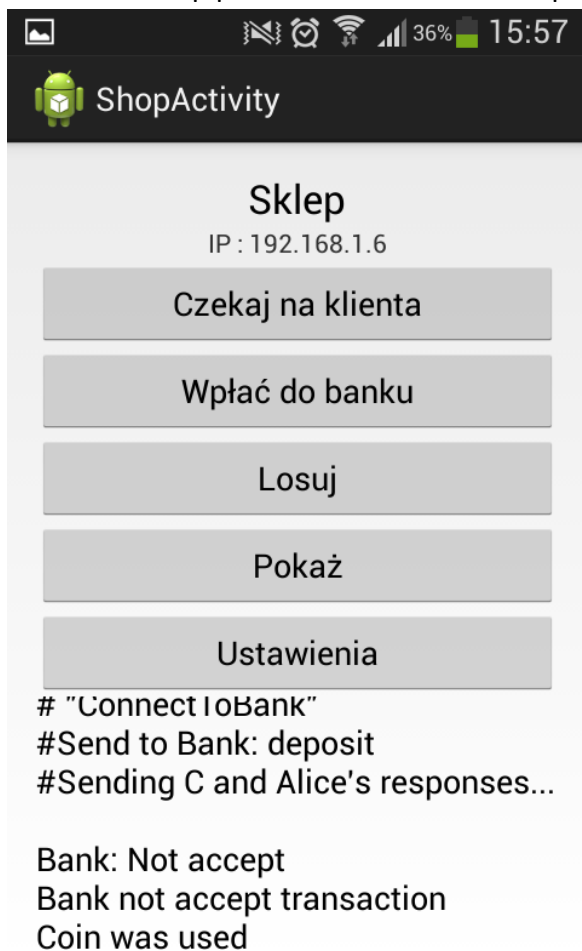 36% 15:57
ShopActivity
Sklep
IP : 192.168.1.6
Czekaj na klienta
Wpłać do banku
Losuj
Pokaż
Ustawienia
# "ConnectToBank"
#Send to Bank: deposit
#Sending C and Alice's responses...
Bank: Not accept
Bank not accept transaction
Coin was used